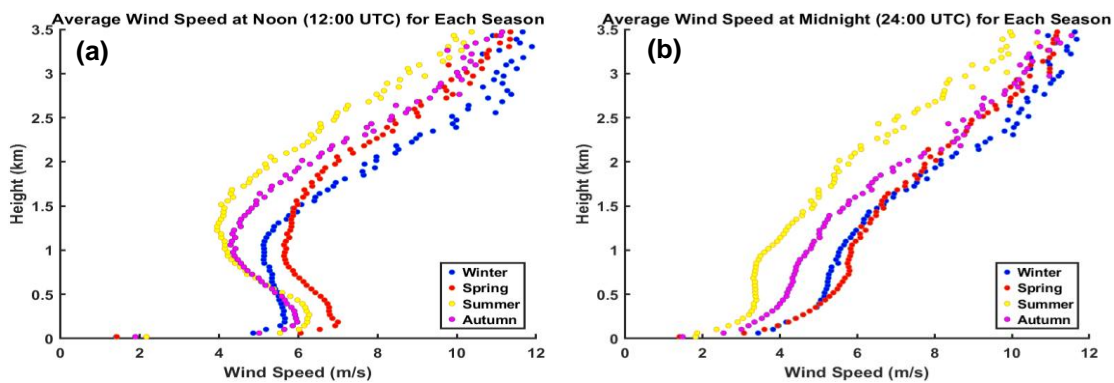 Average Wind Speed at Noon (12:00 UTC) for Each Season
(a)
3.5
3
2.5
2
1.5
1
0.5
0
Height (km)
0 2 4 6 8 10 12
Wind Speed (m/s)
Winter
Spring
Summer
Autumn
Average Wind Speed at Midnight (24:00 UTC) for Each Season
(b)
3.5
3
2.5
2
1.5
1
0.5
0
Height (km)
0 2 4 6 8 10 12
Wind Speed (m/s)
Winter
Spring
Summer
Autumn